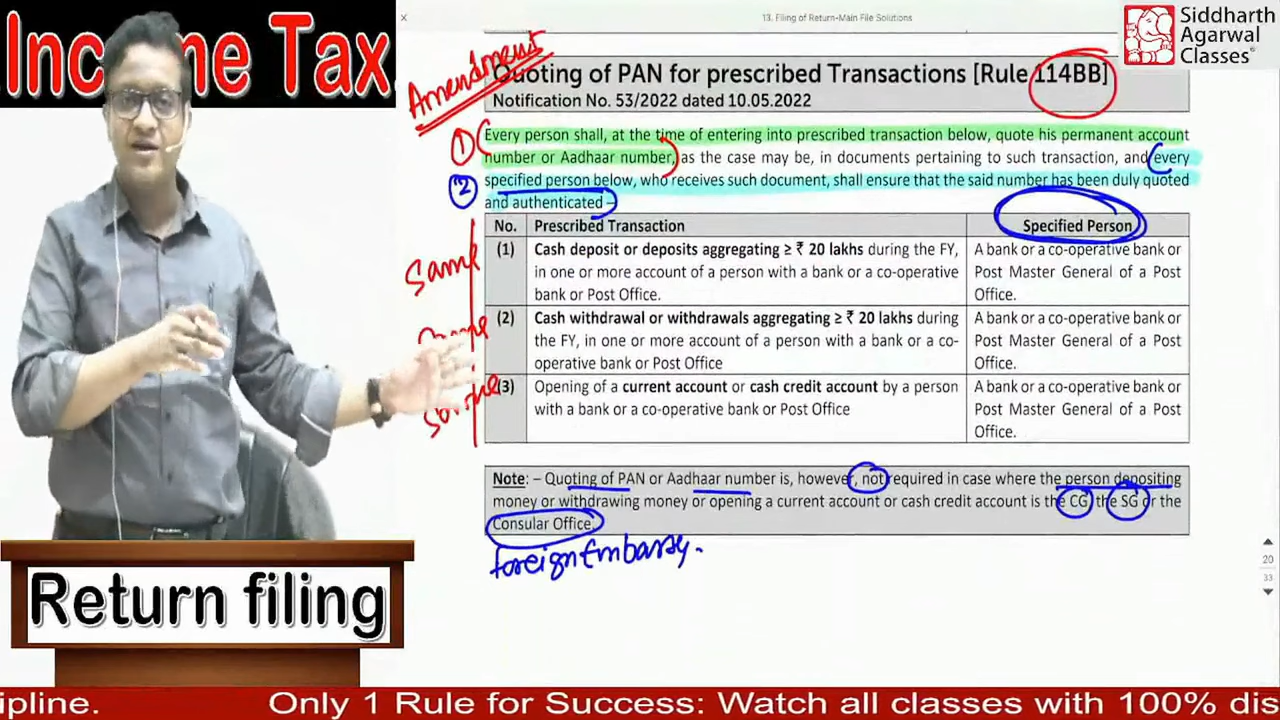 Income Tax.
13. Filing of Return-Main File Solutions
Siddharth
Agarwal
Classes
Amendment
Quoting of PAN for prescribed Transactions [Rule 114BB]
Notification No. 53/2022 dated 10.05.2022
① Every person shall, at the time of entering into prescribed transaction below, quote his permanent account
number or Aadhaar number, as the case may be, in documents pertaining to such transaction, and every
② specified person below, who receives such document, shall ensure that the said number has been duly quoted
and authenticated –
No. Prescribed Transaction Specified Person
(1) Cash deposit or deposits aggregating ≥ ₹ 20 lakhs during the FY,
in one or more account of a person with a bank or a co-operative
bank or Post Office.
A bank or a co-operative bank or
Post Master General of a Post
Office.
Same
(2) Cash withdrawal or withdrawals aggregating ≥ ₹ 20 lakhs during
the FY, in one or more account of a person with a bank or a co-
operative bank or Post Office
A bank or a co-operative bank or
Post Master General of a Post
Office.
(3) Opening of a current account or cash credit account by a person
with a bank or a co-operative bank or Post Office
A bank or a co-operative bank or
Post Master General of a Post
Office.
Note: – Quoting of PAN or Aadhaar number is, however, not required in case where the person depositing
money or withdrawing money or opening a current account or cash credit account is the CG, the SG or the
Consular Office.
foreign Embassy.
20
33
Return filing
ipline. Only 1 Rule for Success: Watch all classes with 100% dis